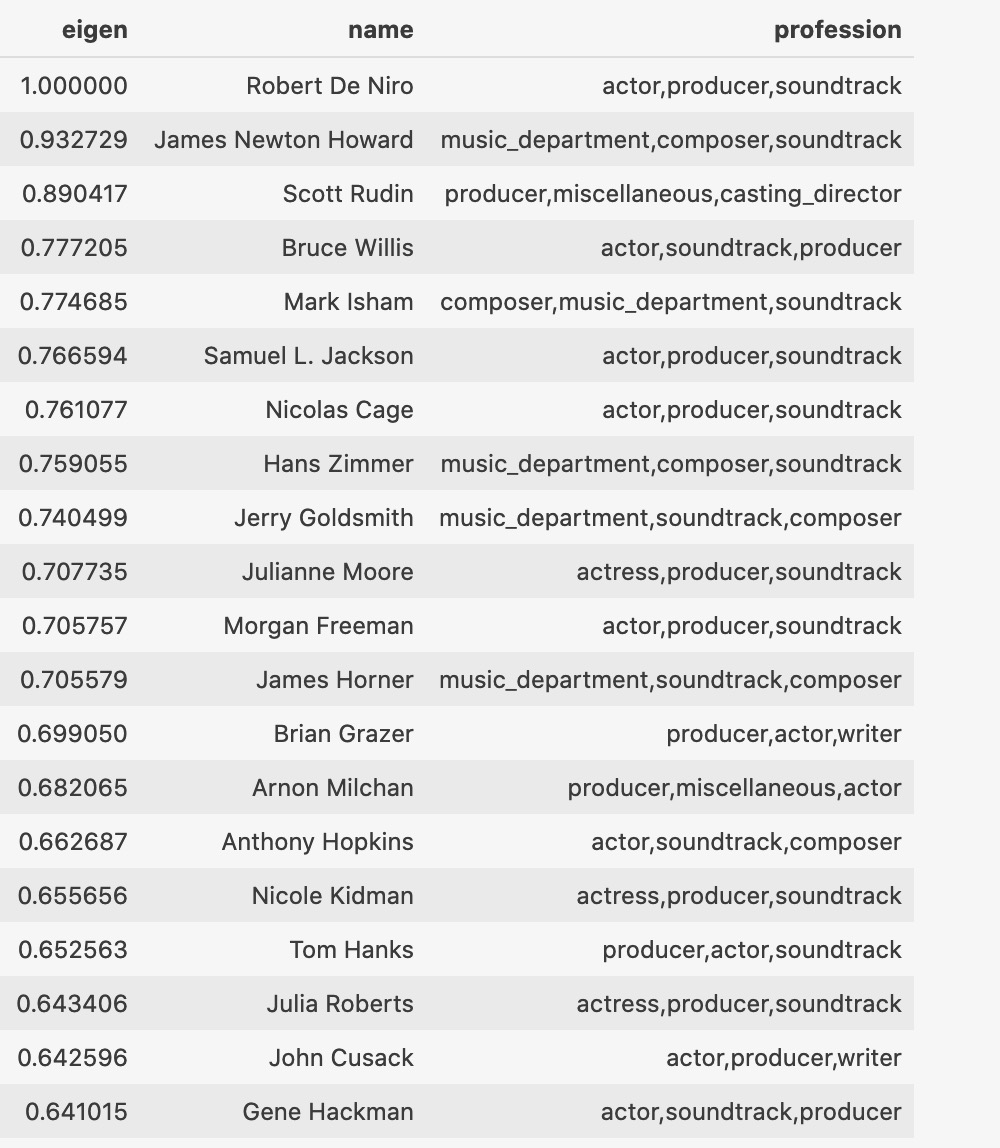 eigen name profession
1.000000 Robert De Niro actor,producer,soundtrack
0.932729 James Newton Howard music_department,composer,soundtrack
0.890417 Scott Rudin producer,miscellaneous,casting_director
0.777205 Bruce Willis actor,soundtrack,producer
0.774685 Mark Isham composer,music_department,soundtrack
0.766594 Samuel L. Jackson actor,producer,soundtrack
0.761077 Nicolas Cage actor,producer,soundtrack
0.759055 Hans Zimmer music_department,composer,soundtrack
0.740499 Jerry Goldsmith music_department,soundtrack,composer
0.707735 Julianne Moore actress,producer,soundtrack
0.705757 Morgan Freeman actor,producer,soundtrack
0.705579 James Horner music_department,soundtrack,composer
0.699050 Brian Grazer producer,actor,writer
0.682065 Arnon Milchan producer,miscellaneous,actor
0.662687 Anthony Hopkins actor,soundtrack,composer
0.655656 Nicole Kidman actress,producer,soundtrack
0.652563 Tom Hanks producer,actor,soundtrack
0.643406 Julia Roberts actress,producer,soundtrack
0.642596 John Cusack actor,producer,writer
0.641015 Gene Hackman actor,soundtrack,producer